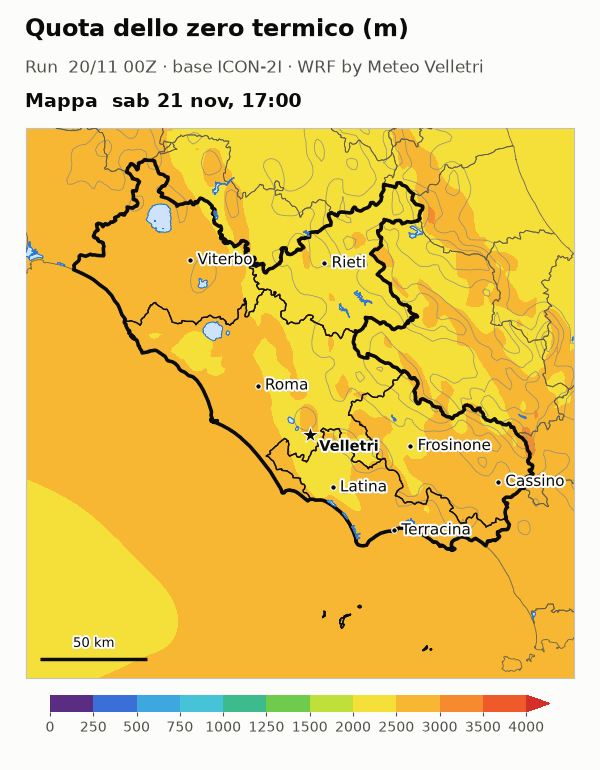 Quota dello zero termico (m)
Run  20/11 00Z · base ICON-2I · WRF by Meteo Velletri
Mappa  sab 21 nov, 17:00
Viterbo
Rieti
Roma
Velletri
Frosinone
Cassino
Latina
Terracina
50 km
0 250 500 750 1000 1250 1500 2000 2500 3000 3500 4000